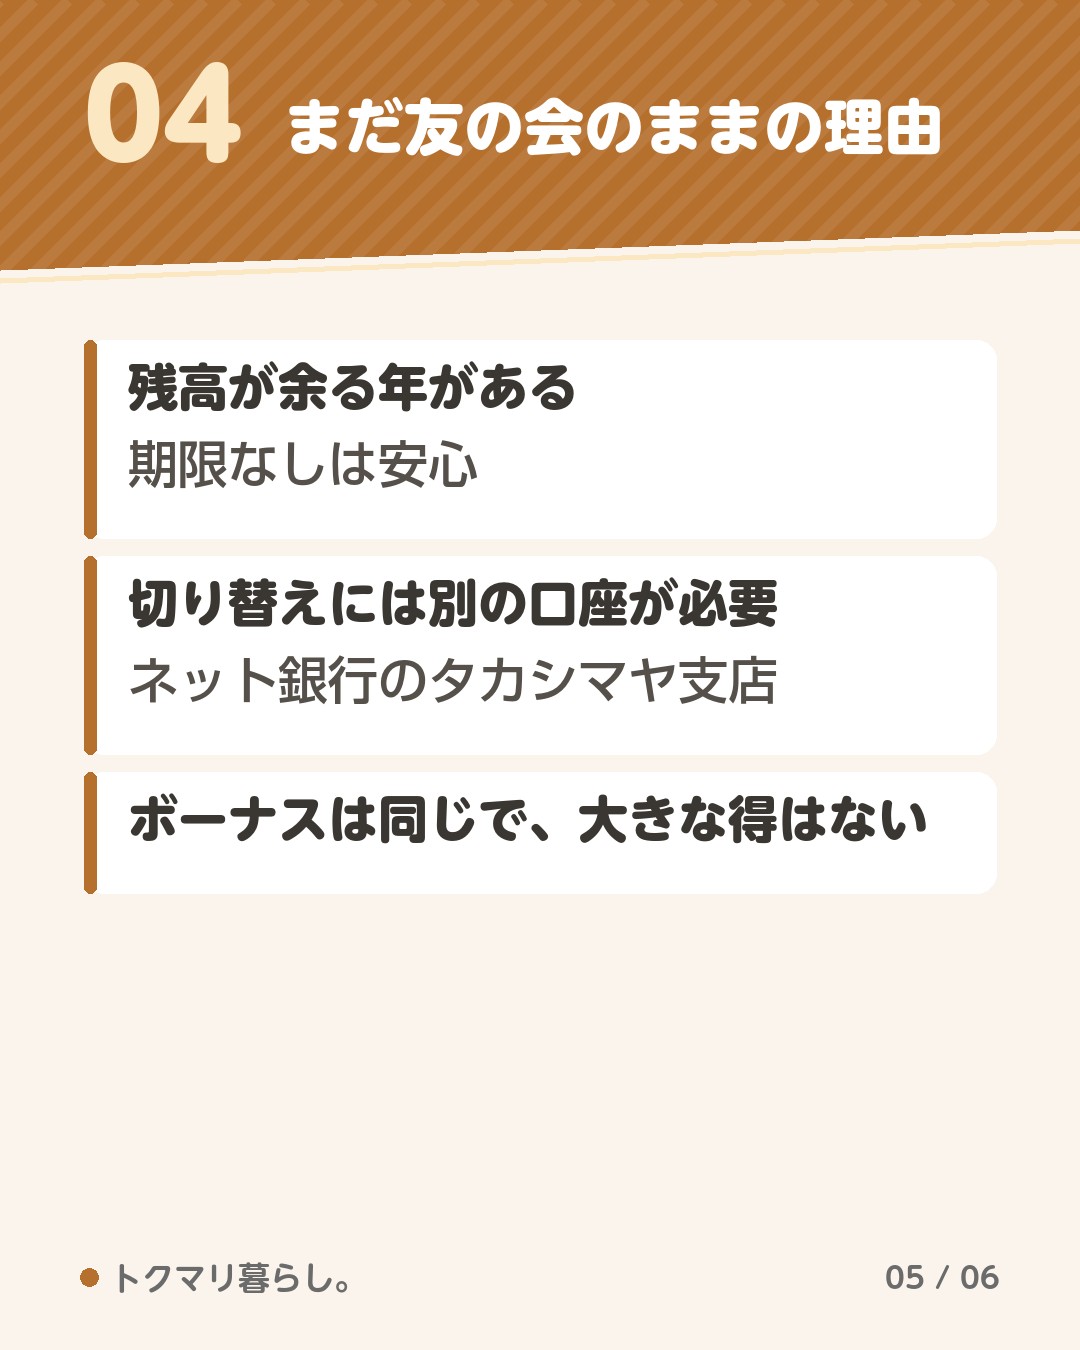 04 まだ友の会のままの理由
残高が余る年がある
期限なしは安心
切り替えには別の口座が必要
ネット銀行のタカシマヤ支店
ボーナスは同じで、大きな得はない
トクマリ暮らし。
05 / 06